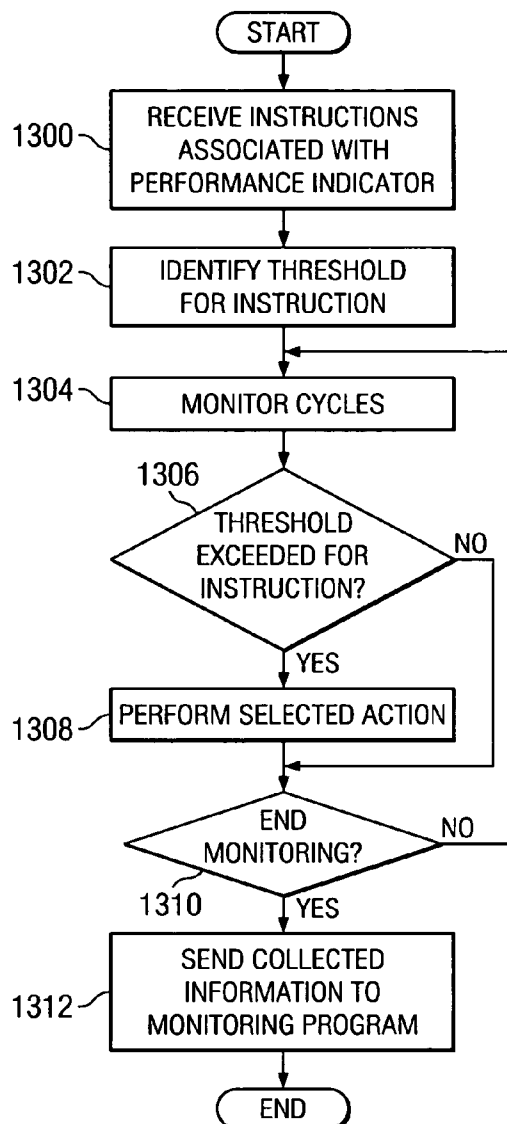 START
1300
RECEIVE INSTRUCTIONS
ASSOCIATED WITH
PERFORMANCE INDICATOR
1302
IDENTIFY THRESHOLD
FOR INSTRUCTION
1304
MONITOR CYCLES
1306
THRESHOLD
EXCEEDED FOR
INSTRUCTION?
NO
YES
1308
PERFORM SELECTED ACTION
END
MONITORING?
NO
1310
YES
1312
SEND COLLECTED
INFORMATION TO
MONITORING PROGRAM
END